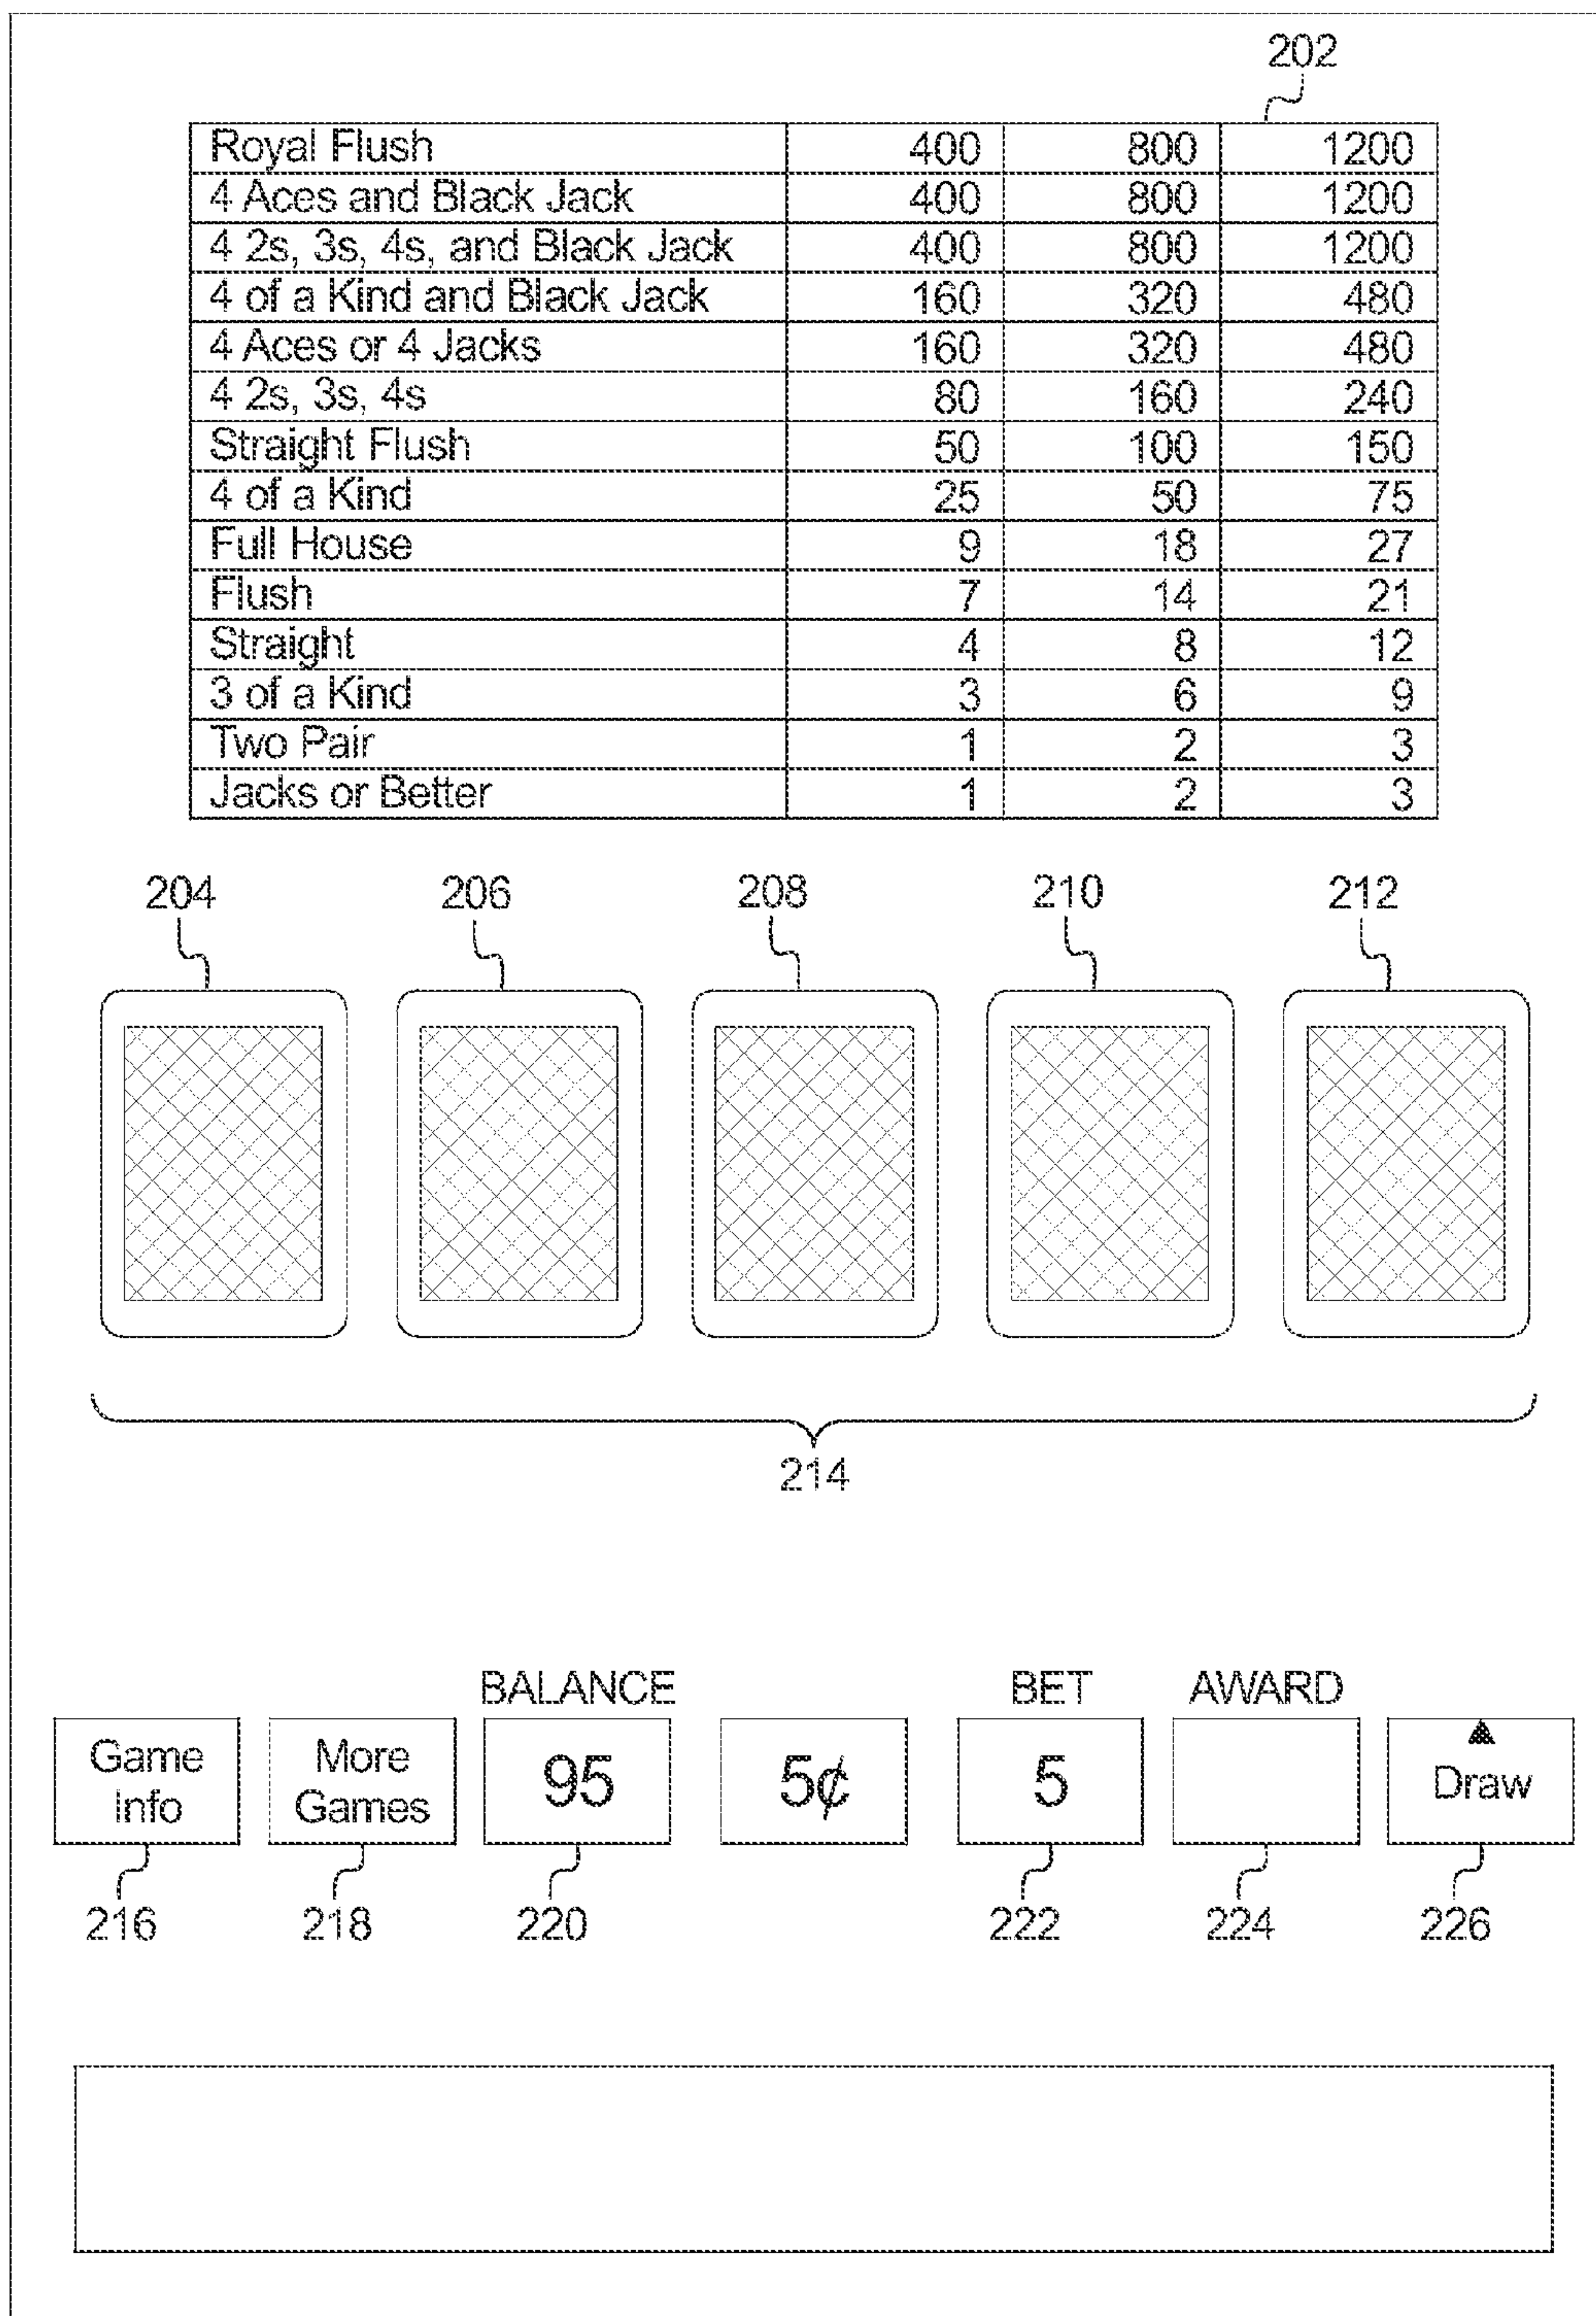 202
Royal Flush 400 800 1200
4 Aces and Black Jack 400 800 1200
4 2s, 3s, 4s, and Black Jack 400 800 1200
4 of a Kind and Black Jack 160 320 480
4 Aces or 4 Jacks 160 320 480
4 2s, 3s, 4s 80 160 240
Straight Flush 50 100 150
4 of a Kind 25 50 75
Full House 9 18 27
Flush 7 14 21
Straight 4 8 12
3 of a Kind 3 6 9
Two Pair 1 2 3
Jacks or Better 1 2 3
204 206 208 210 212
214
BALANCE BET AWARD
Game Info More Games 95 5¢ 5 Draw
216 218 220 222 224 226